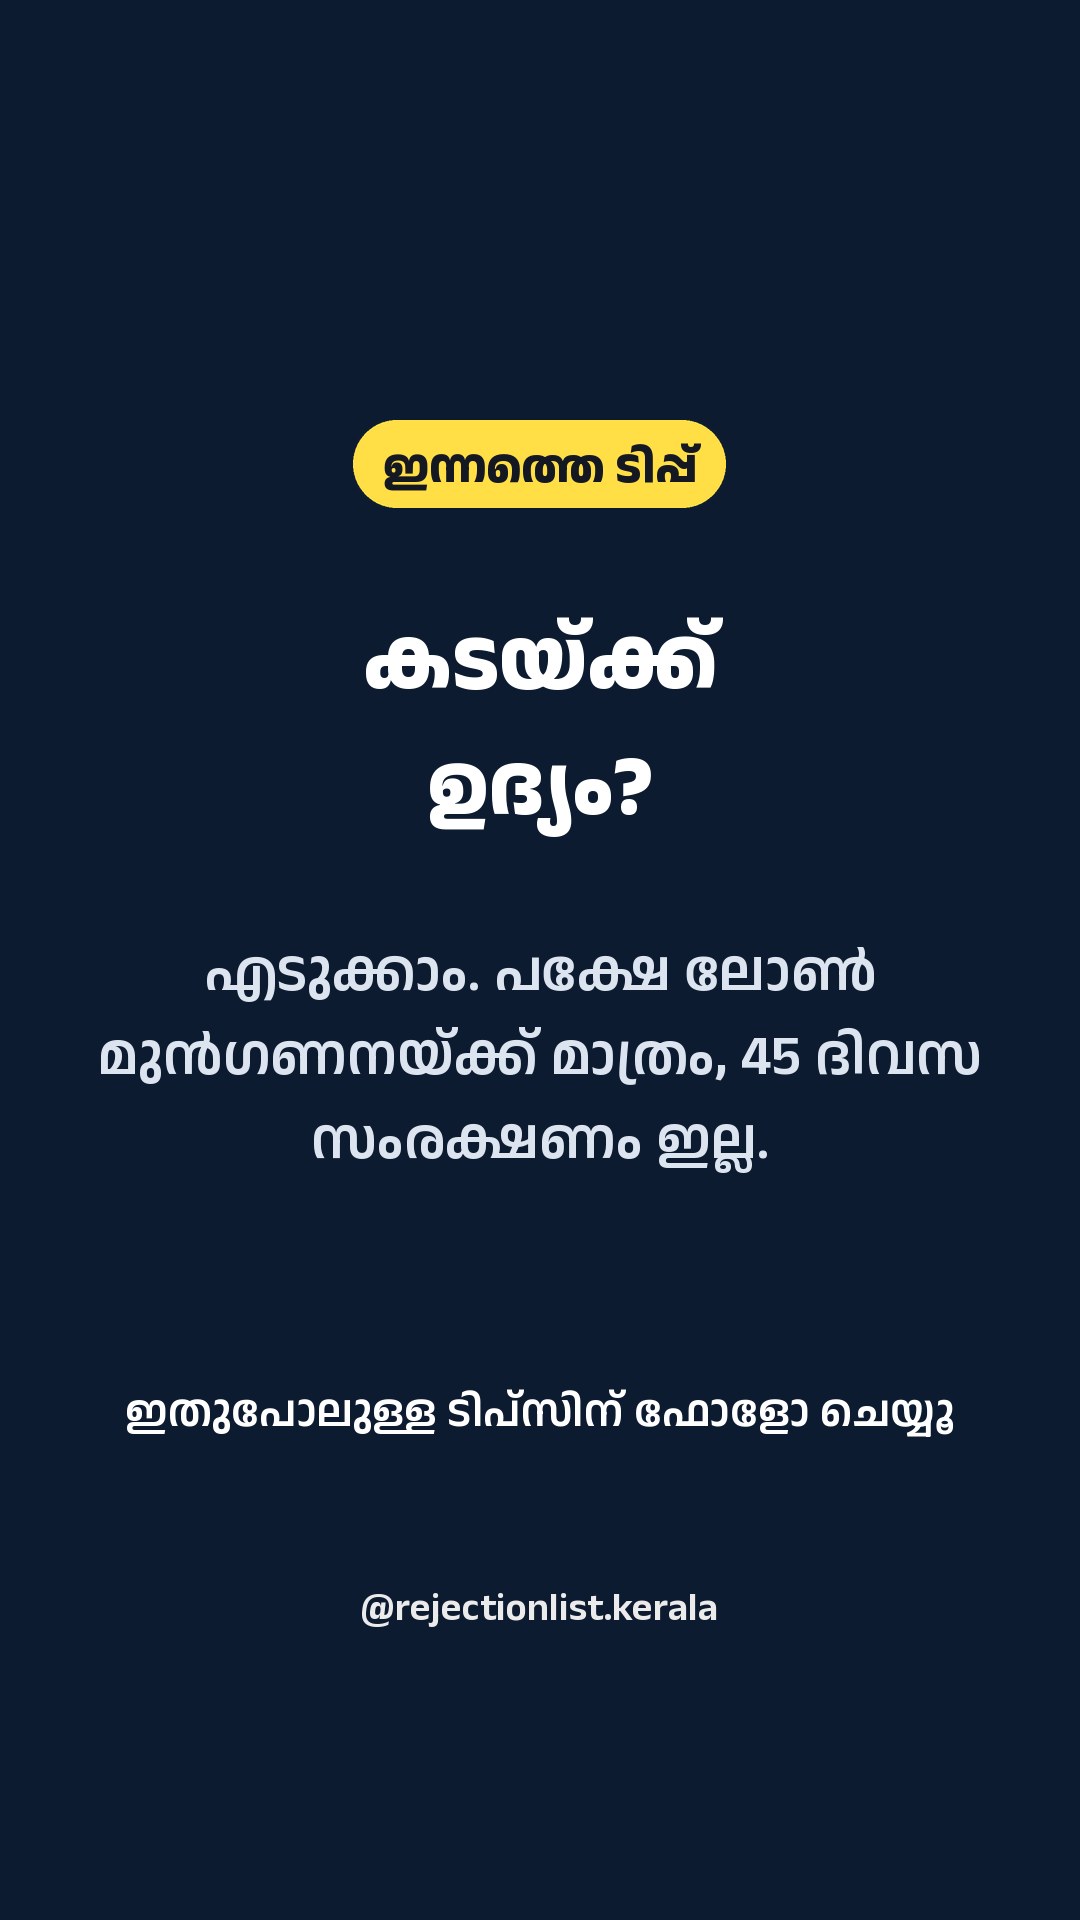 ഇന്നത്തെ ടിപ്പ്
കടയ്ക്ക്
ഉദ്യം?
എടുക്കാം. പക്ഷേ ലോൺ
മുൻഗണനയ്ക്ക് മാത്രം, 45 ദിവസ
സംരക്ഷണം ഇല്ല.
ഇതുപോലുള്ള ടിപ്സിന് ഫോളോ ചെയ്യൂ
@rejectionlist.kerala